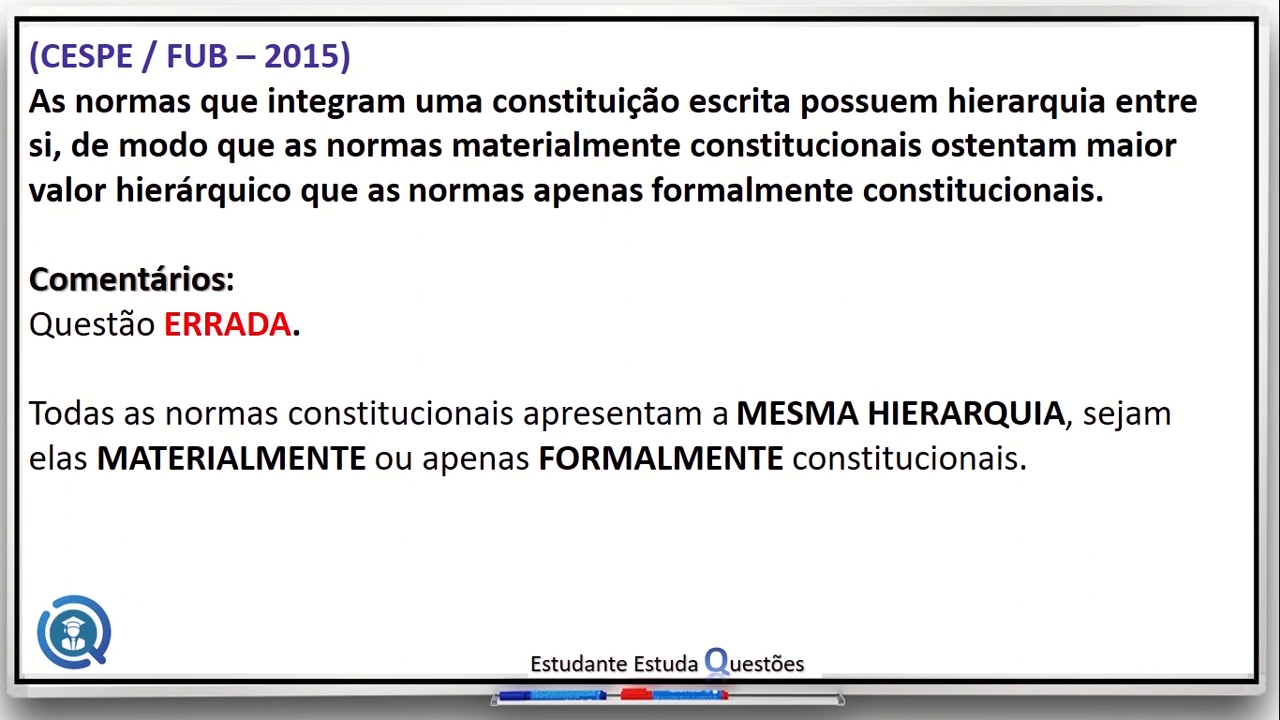 (CESPE / FUB – 2015)
As normas que integram uma constituição escrita possuem hierarquia entre
si, de modo que as normas materialmente constitucionais ostentam maior
valor hierárquico que as normas apenas formalmente constitucionais.
Comentários:
Questão ERRADA.
Todas as normas constitucionais apresentam a MESMA HIERARQUIA, sejam
elas MATERIALMENTE ou apenas FORMALMENTE constitucionais.
Estudante Estuda Questões